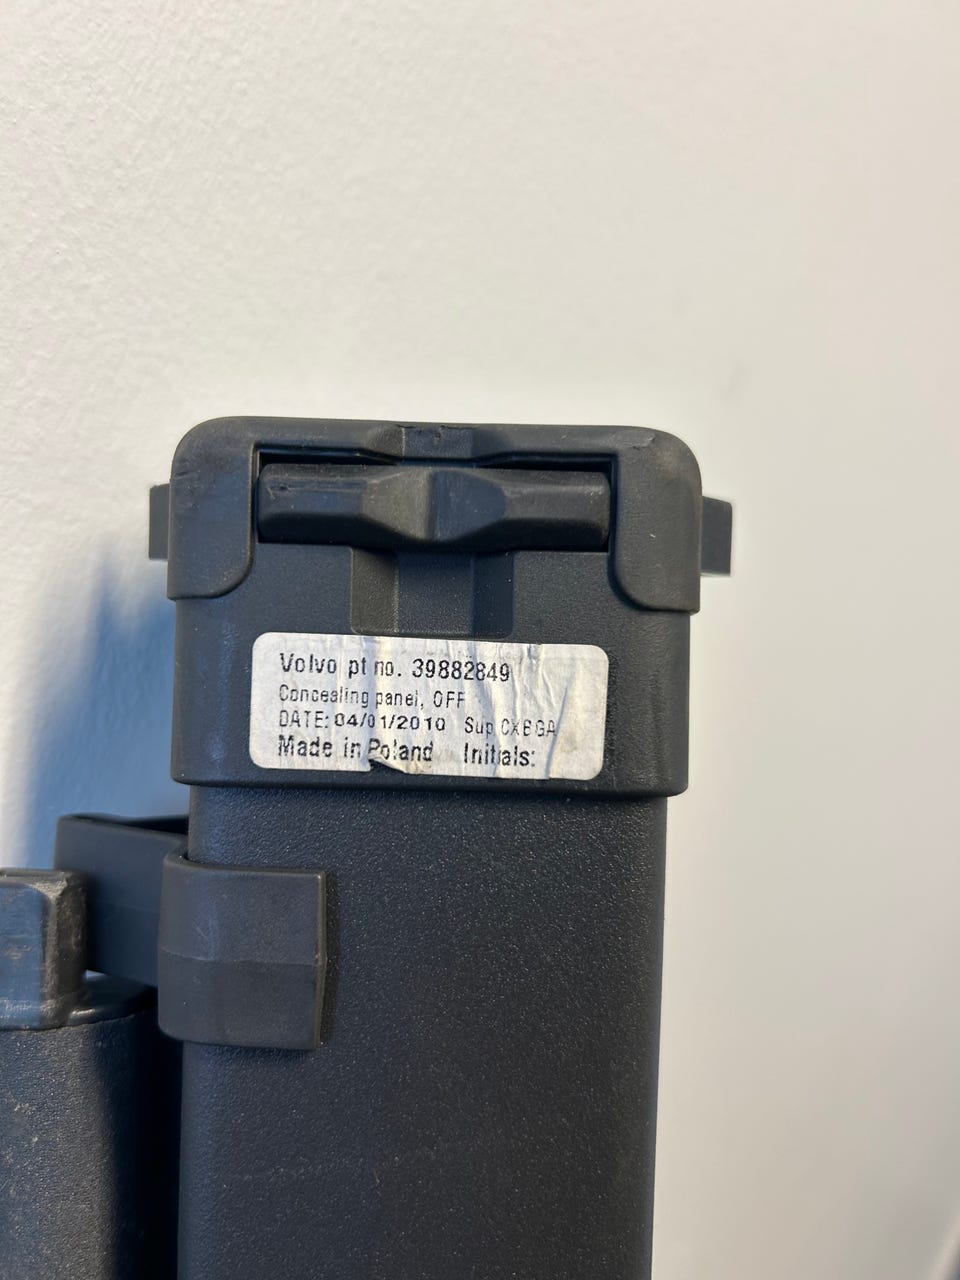 Volvo pt no. 39882849
Concealing panel, OFF
DATE: 04/01/2010 Sup CXBGA
Made in Poland Initials: